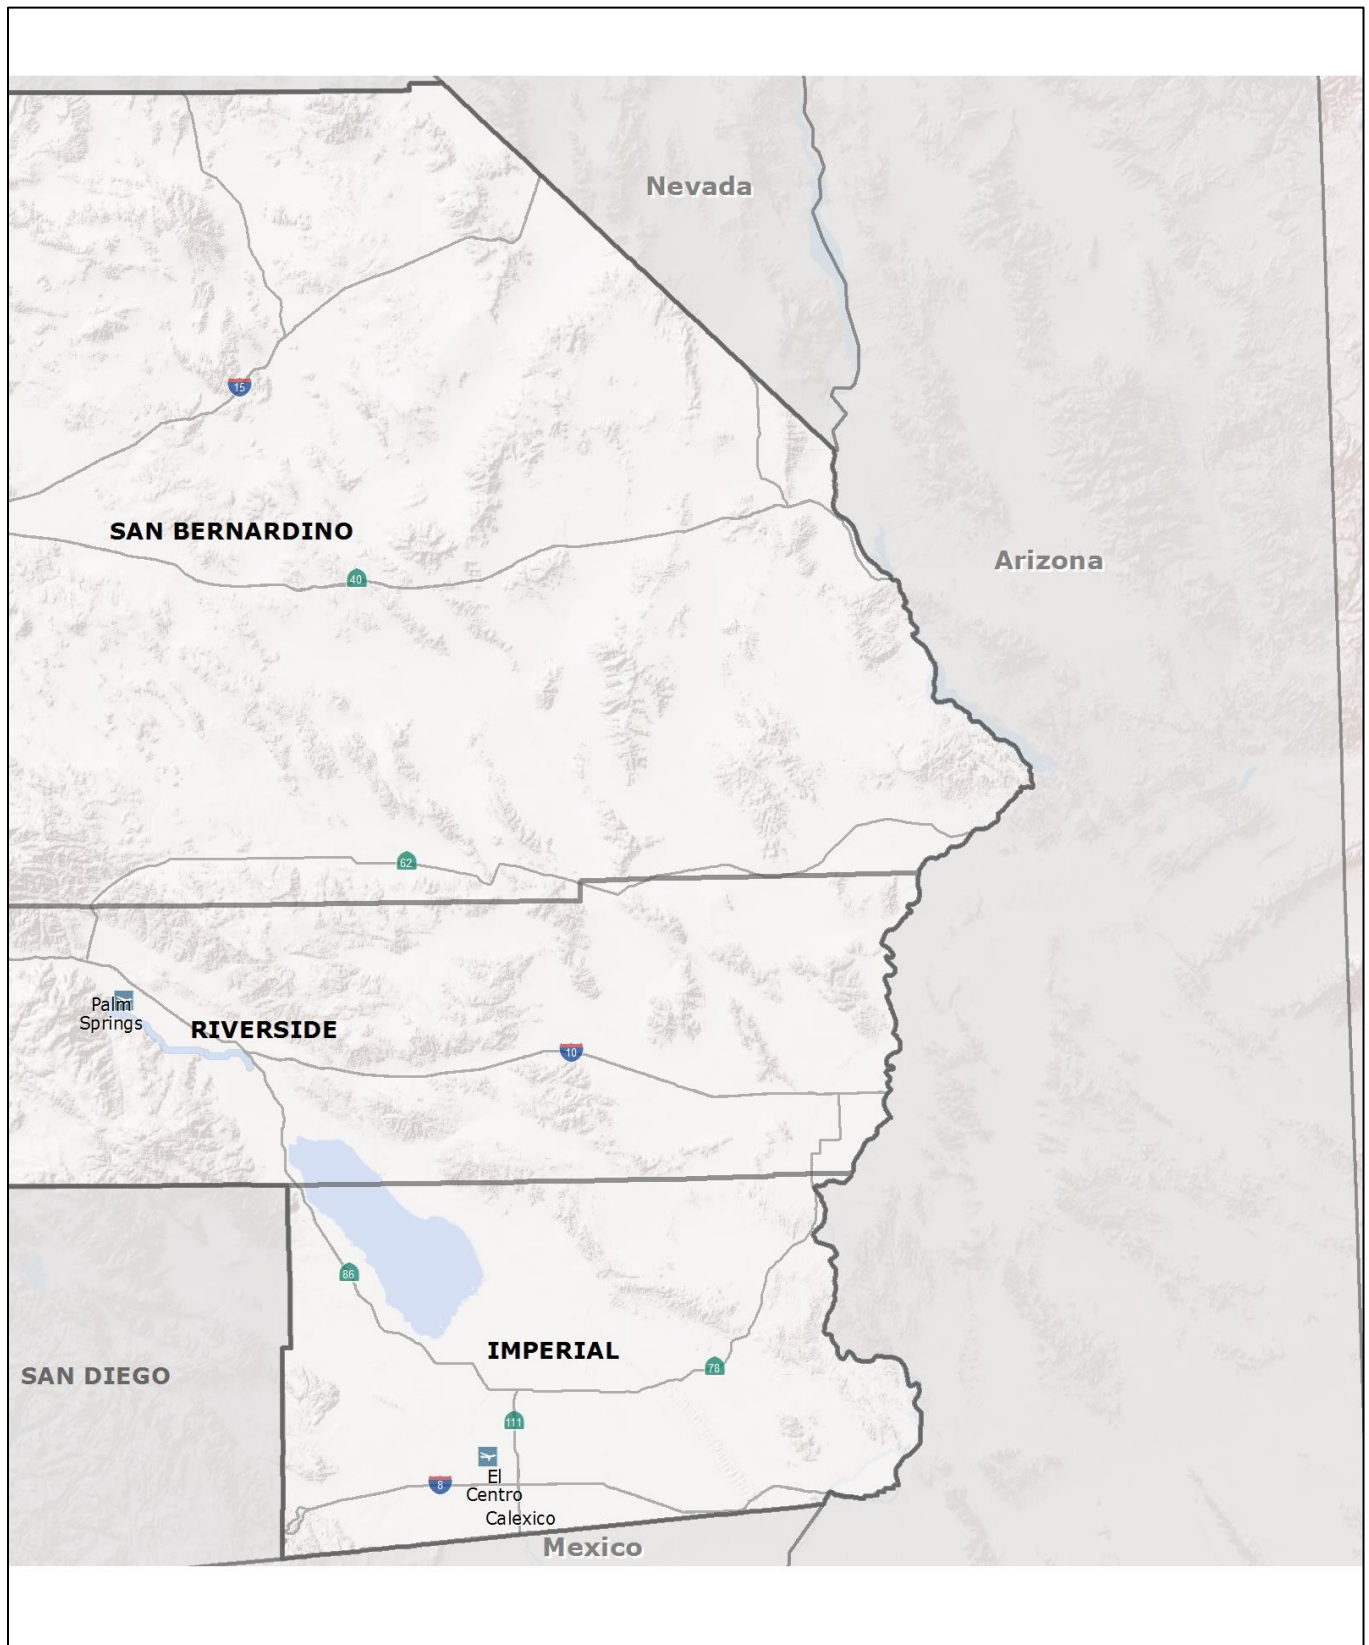 Nevada
15
SAN BERNARDINO
Arizona
40
62
Palm
Springs
RIVERSIDE
10
86
IMPERIAL
78
SAN DIEGO
111
El
8
Centro
Calexico
Mexico